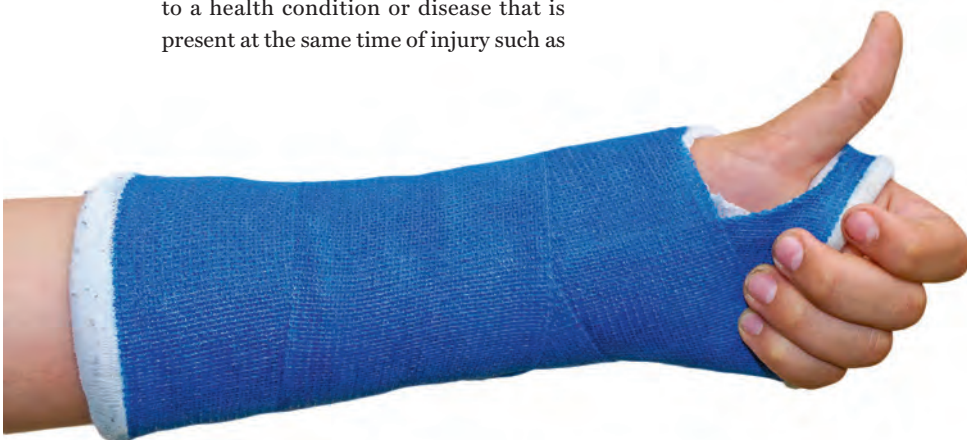 to a health condition or disease that is
present at the same time of injury such as